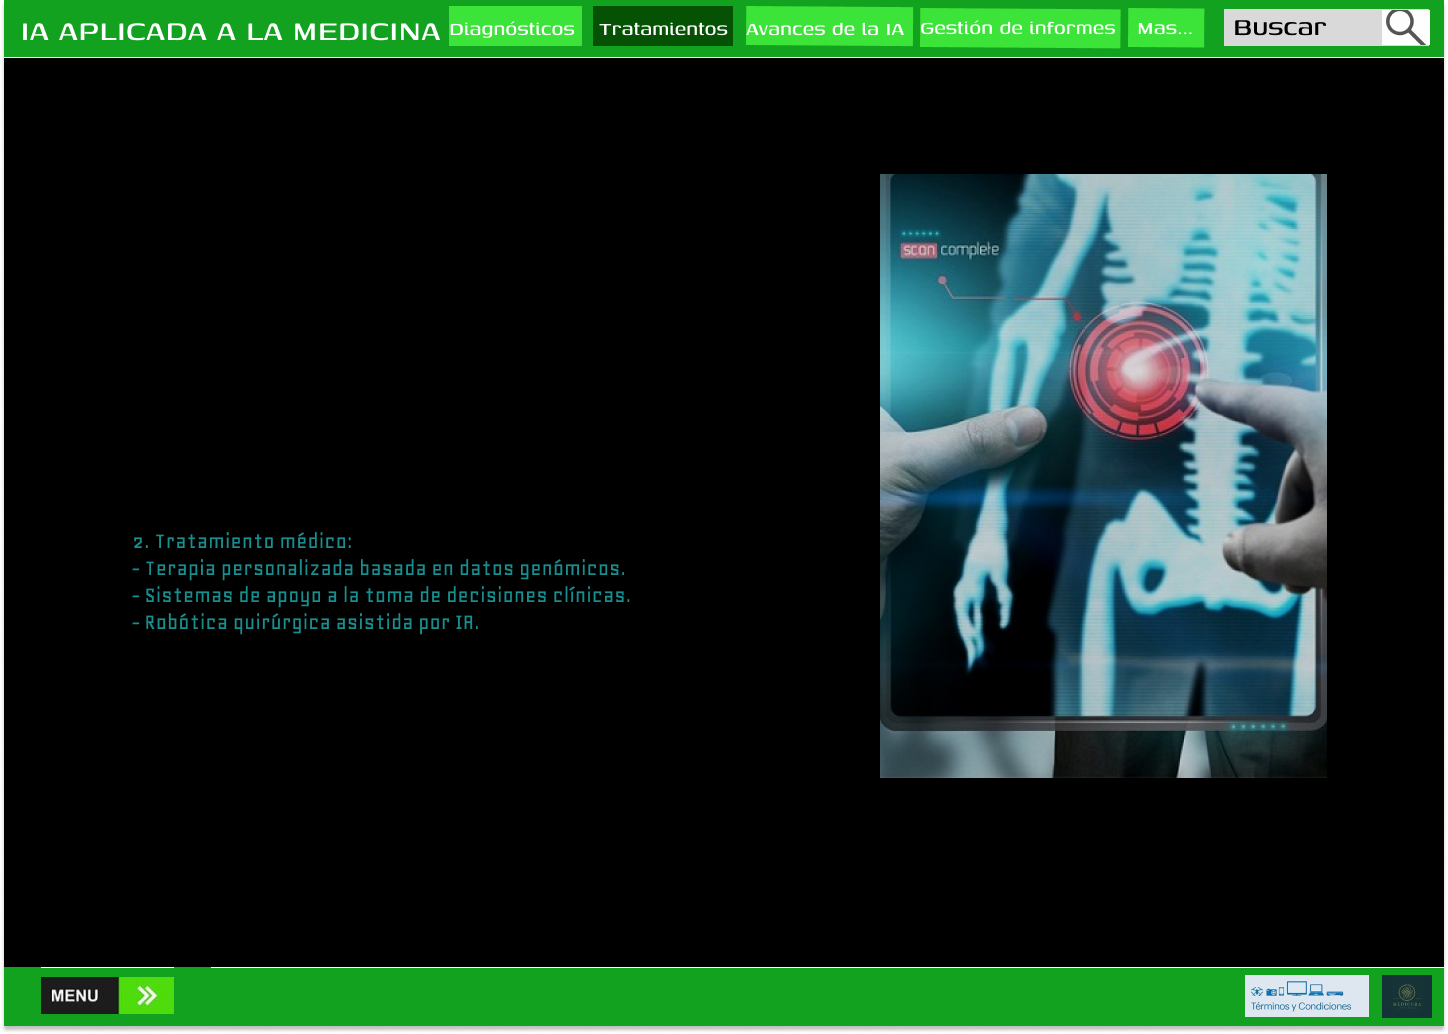 IA APLICADA A LA MEDICINA
Diagnósticos
Tratamientos
Avances de la IA
Gestión de informes
Mas...
Buscar
scan complete
2. Tratamiento médico:
- Terapia personalizada basada en datos genómicos.
- Sistemas de apoyo a la toma de decisiones clínicas.
- Robótica quirúrgica asistida por IA.
MENU
Términos y Condiciones